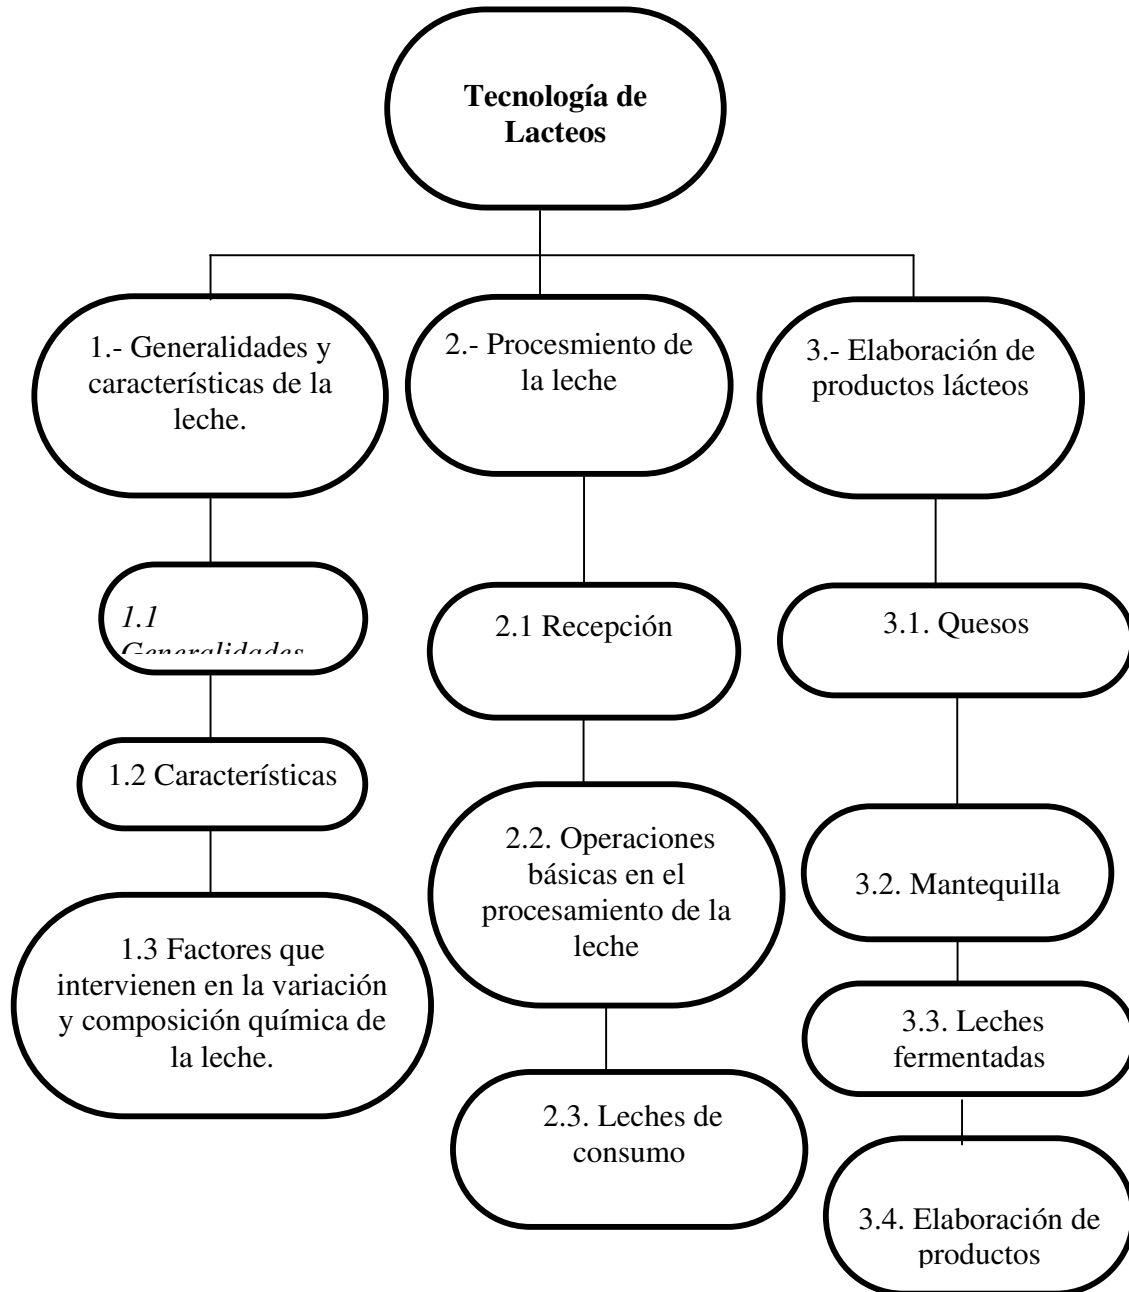 Tecnología de
Lacteos
1.- Generalidades y
características de la
leche.
2.- Procesmiento de
la leche
3.- Elaboración de
productos lácteos
1.1
Generalidades
1.2 Características
1.3 Factores que
intervienen en la variación
y composición química de
la leche.
2.1 Recepción
2.2. Operaciones
básicas en el
procesamiento de la
leche
2.3. Leches de
consumo
3.1. Quesos
3.2. Mantequilla
3.3. Leches
fermentadas
3.4. Elaboración de
productos